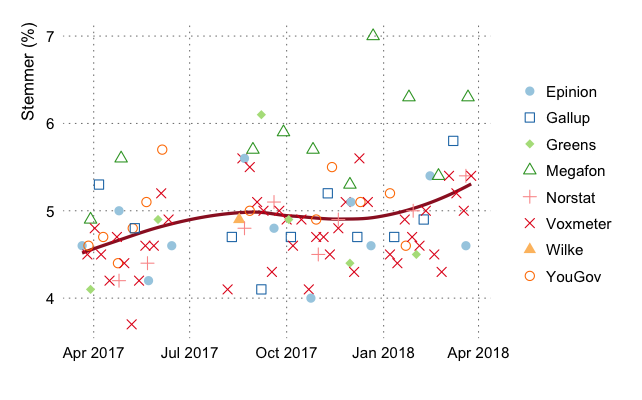 Stemmer (%)
7
6
5
4
Apr 2017
Jul 2017
Oct 2017
Jan 2018
Apr 2018
Epinion
Gallup
Greens
Megafon
Norstat
Voxmeter
Wilke
YouGov